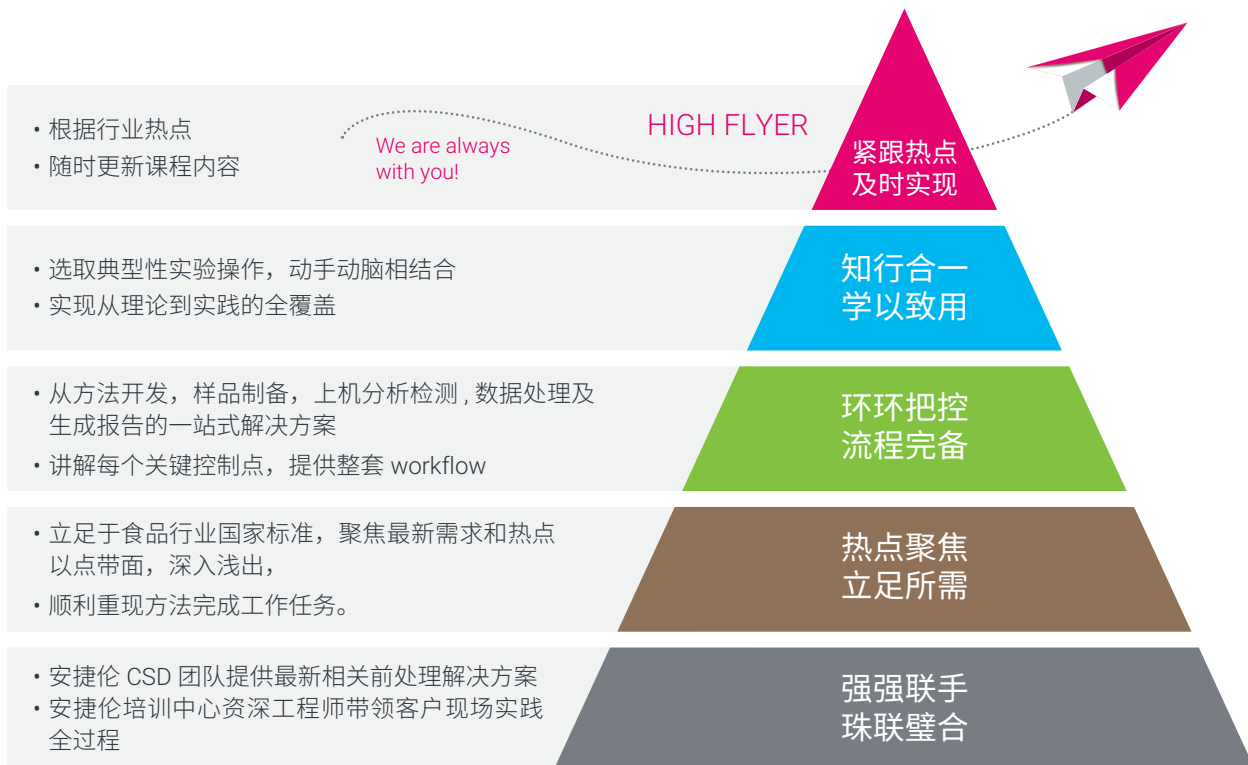 • 根据行业热点
• 随时更新课程内容
We are always
with you!
HIGH FLYER
紧跟热点
及时实现
• 选取典型性实验操作，动手动脑相结合
• 实现从理论到实践的全覆盖
知行合一
学以致用
• 从方法开发，样品制备，上机分析检测 , 数据处理及
生成报告的一站式解决方案
• 讲解每个关键控制点，提供整套 workflow
环环把控
流程完备
• 立足于食品行业国家标准，聚焦最新需求和热点
以点带面，深入浅出，
• 顺利重现方法完成工作任务。
热点聚焦
立足所需
• 安捷伦 CSD 团队提供最新相关前处理解决方案
• 安捷伦培训中心资深工程师带领客户现场实践
全过程
强强联手
珠联璧合